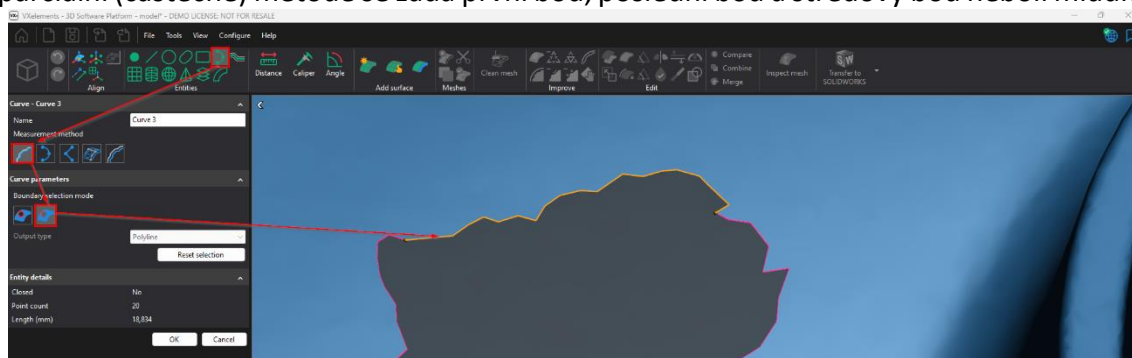 parciální (částečné) metodě se zadá první bod, poslední bod a středový bod neboli middle
VXelements - 3D Software Platform - model* - DEMO LICENSE: NOT FOR RESALE
File Tools View Configure Help
Align
Entities
Distance Caliper Angle
Add surface
Clean mesh
Meshes
Improve
Edit
Compare
Combine
Merge
Inspect mesh
Transfer to SOLIDWORKS
Curve - Curve 3
Name Curve 3
Measurement method
Curve parameters
Boundary selection mode
Output type Polyline
Reset selection
Entity details
Closed No
Point count 20
Length (mm) 18,834
OK Cancel